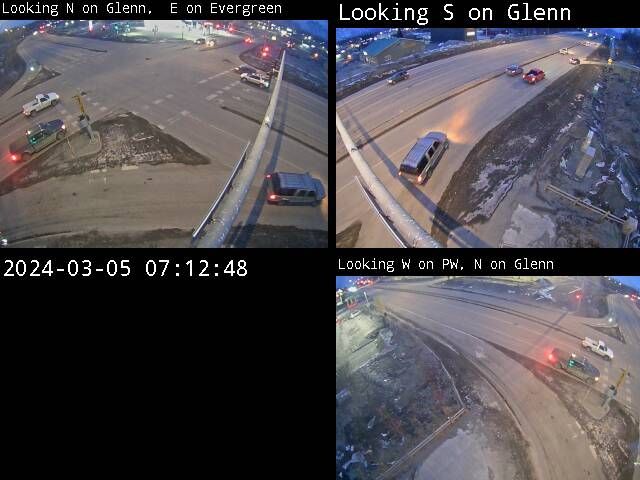 Looking N on Glenn, E on Evergreen
Looking S on Glenn
2024-03-05 07:12:48
Looking W on PW, N on Glenn